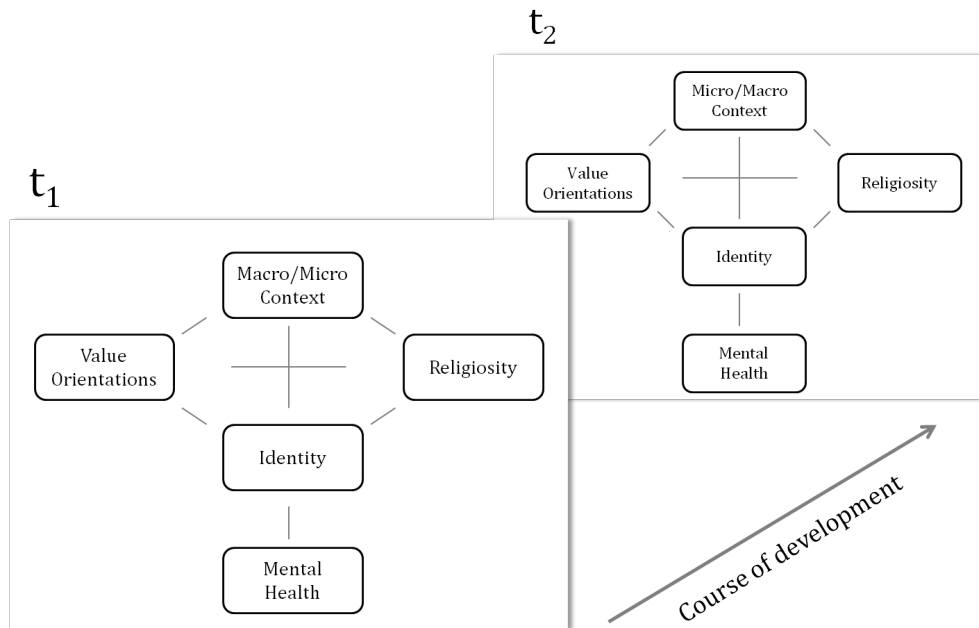 t2
Micro/Macro
Context
Value
Orientations
Religiosity
Identity
Mental
Health
t1
Macro/Micro
Context
Value
Orientations
Religiosity
Identity
Mental
Health
Course of development